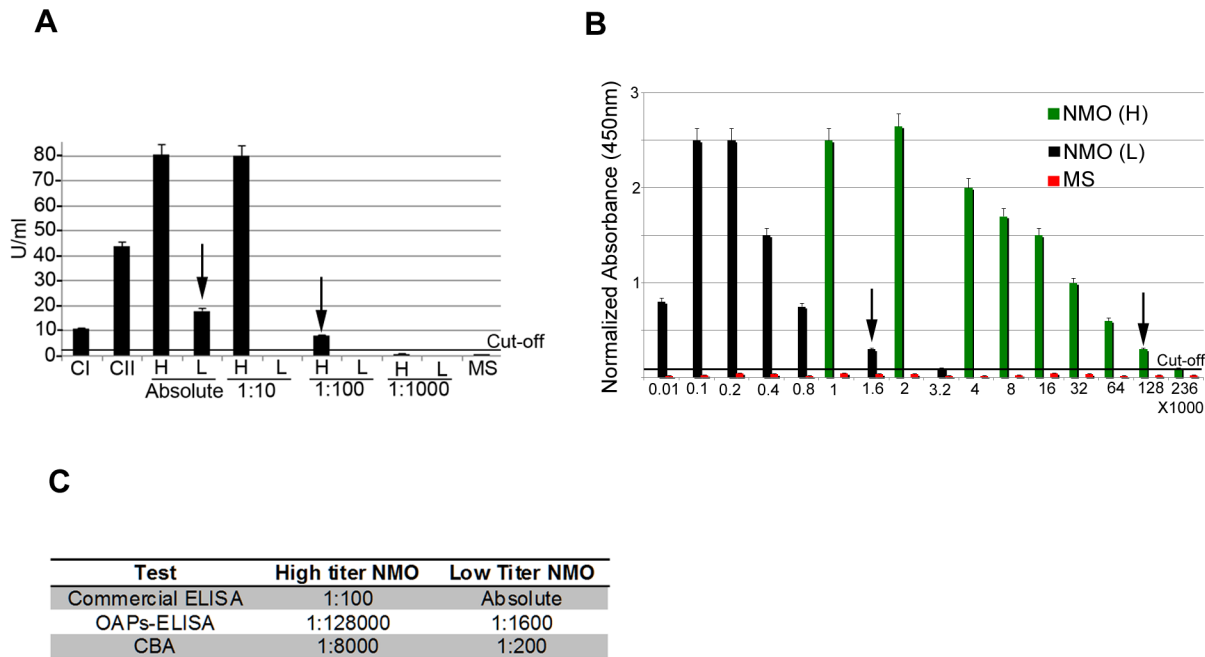 A
U/ml
80
70
60
50
40
30
20
10
0
Cut-off
CI CII H L H L H L H L MS
Absolute 1:10 1:100 1:1000
B
Normalized Absorbance (450nm)
3
2
1
NMO (H)
NMO (L)
MS
Cut-off
0.01 0.1 0.2 0.4 0.8 1 1.6 2 3.2 4 8 16 32 64 128 236
X1000
C
Test High titer NMO Low Titer NMO
Commercial ELISA 1:100 Absolute
OAPs-ELISA 1:128000 1:1600
CBA 1:8000 1:200